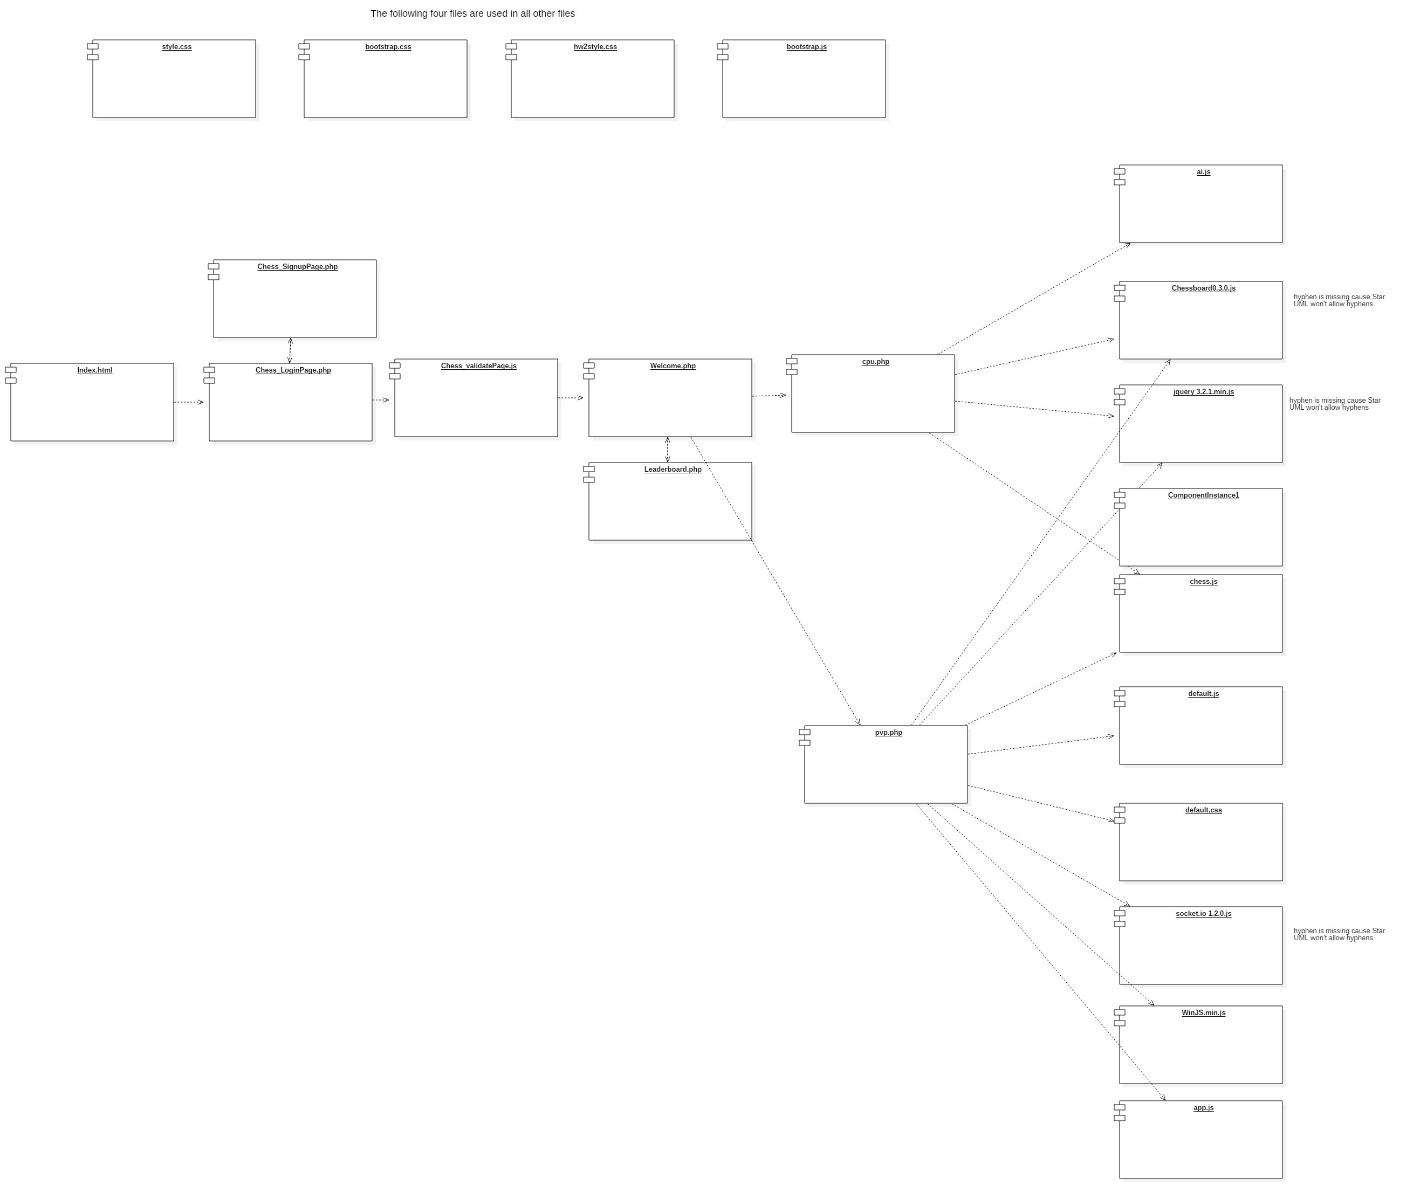 The following four files are used in all other files
style.css
bootstrap.css
hw2style.css
bootstrap.js
ai.js
Chess_SignupPage.php
Chessboard0.3.0.js
hyphen is missing cause Star
UML won't allow hyphens
Index.html
Chess_LoginPage.php
Chess_validatePage.js
Welcome.php
cpu.php
jquery 3.2.1.min.js
hyphen is missing cause Star
UML won't allow hyphens
Leaderboard.php
ComponentInstance1
chess.js
default.js
pvp.php
default.css
socket.io 1.2.0.js
hyphen is missing cause Star
UML won't allow hyphens
WinJS.min.js
app.js